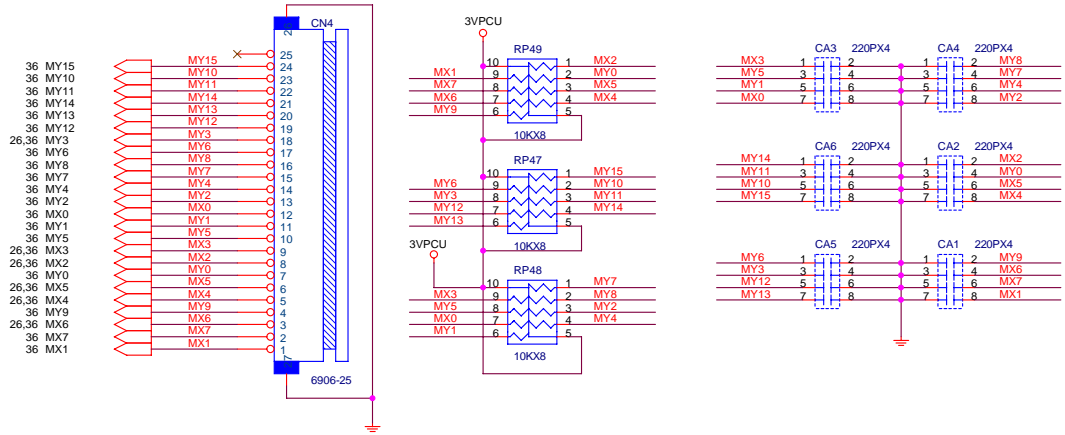 CN4
25
36 MY15 MY15 24
36 MY10 MY10 23
36 MY11 MY11 22
36 MY14 MY14 21
36 MY13 MY13 20
36 MY12 MY12 19
26,36 MY3 MY3 18
36 MY6 MY6 17
36 MY8 MY8 16
36 MY7 MY7 15
36 MY4 MY4 14
36 MY2 MY2 13
36 MX0 MX0 12
36 MY1 MY1 11
36 MY5 MY5 10
26,36 MX3 MX3 9
26,36 MX2 MX2 8
36 MY0 MY0 7
26,36 MX5 MX5 6
26,36 MX4 MX4 5
36 MY9 MY9 4
26,36 MX6 MX6 3
36 MX7 MX7 2
36 MX1 MX1 1
6906-25
3VPCU
RP49
10 1 MX2
MX1 9 2 MY0
MX7 8 3 MX5
MX6 7 4 MX4
MY9 6 5
10KX8
RP47
10 1 MY15
MY6 9 2 MY10
MY3 8 3 MY11
MY12 7 4 MY14
MY13 6 5
10KX8
3VPCU
RP48
10 1 MY7
MX3 9 2 MY8
MY5 8 3 MY2
MX0 7 4 MY4
MY1 6 5
10KX8
CA3 220PX4 CA4 220PX4
MX3 1 2 1 2 MY8
MY5 3 4 3 4 MY7
MY1 5 6 5 6 MY4
MX0 7 8 7 8 MY2
CA6 220PX4 CA2 220PX4
MY14 1 2 1 2 MX2
MY11 3 4 3 4 MY0
MY10 5 6 5 6 MX5
MY15 7 8 7 8 MX4
CA5 220PX4 CA1 220PX4
MY6 1 2 1 2 MY9
MY3 3 4 3 4 MX6
MY12 5 6 5 6 MX7
MY13 7 8 7 8 MX1